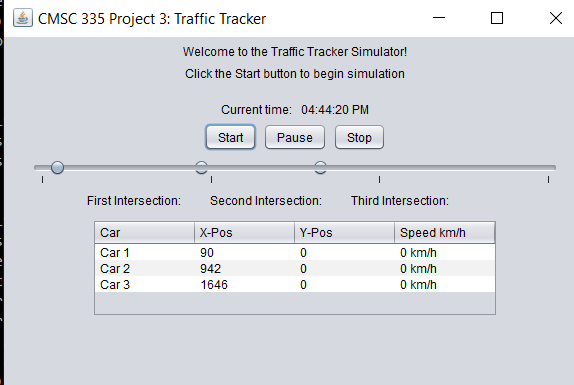 CMSC 335 Project 3: Traffic Tracker
Welcome to the Traffic Tracker Simulator!
Click the Start button to begin simulation
Current time: 04:44:20 PM
Start Pause Stop
First Intersection: Second Intersection: Third Intersection:
Car X-Pos Y-Pos Speed km/h
Car 1 90 0 0 km/h
Car 2 942 0 0 km/h
Car 3 1646 0 0 km/h